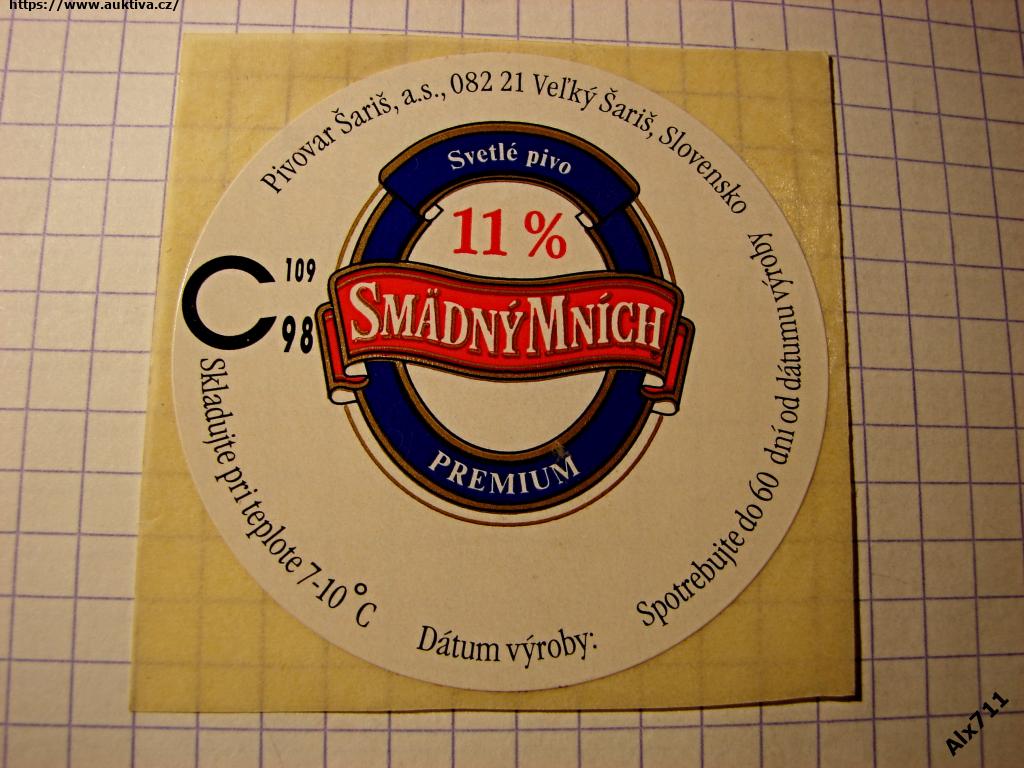 https://www.auktiva.cz/
Pivovar Šariš, a.s., 082 21 Veľký Šariš, Slovensko
Svetlé pivo
11 %
SMÄDNÝ MNÍCH
PREMIUM
C 109
98
Skladujte pri teplote 7-10 °C
Dátum výroby:
Spotrebujte do 60 dní od dátumu výroby
Alx711